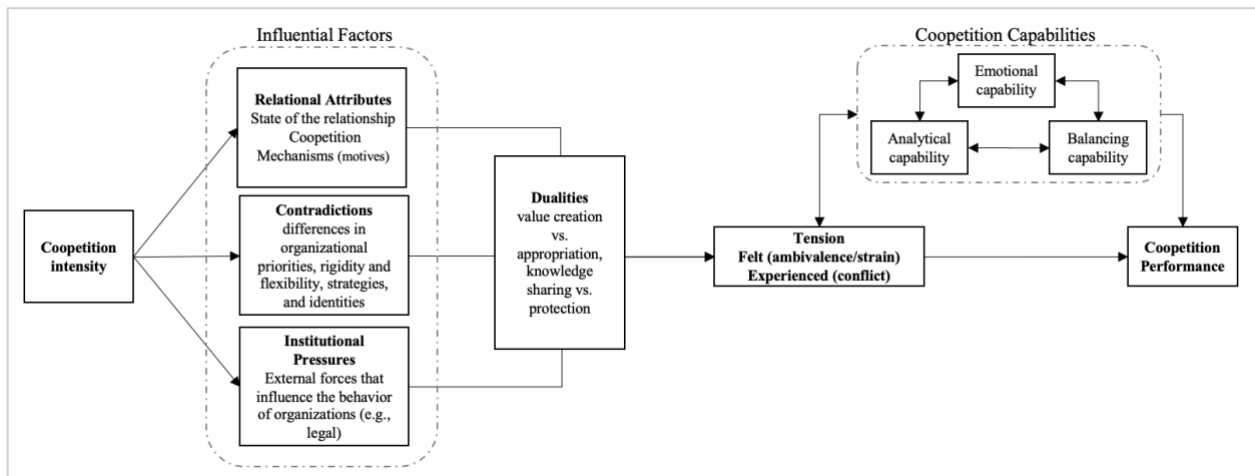 Influential Factors
Relational Attributes
State of the relationship
Coopetition
Mechanisms (motives)
Contradictions
differences in
organizational
priorities, rigidity and
flexibility, strategies,
and identities
Institutional
Pressures
External forces that
influence the behavior
of organizations (e.g.,
legal)
Coopetition
intensity
Dualities
value creation
vs.
appropriation,
knowledge
sharing vs.
protection
Tension
Felt (ambivalence/strain)
Experienced (conflict)
Coopetition Capabilities
Emotional
capability
Analytical
capability
Balancing
capability
Coopetition
Performance